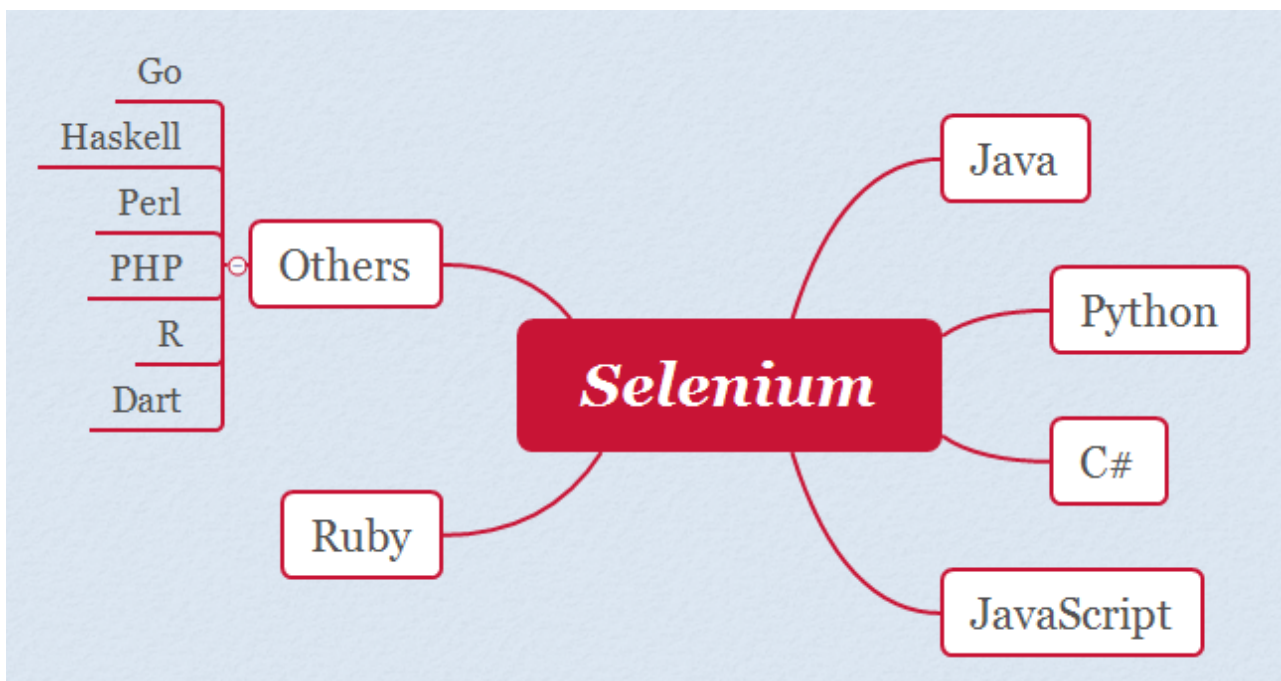 Go
Haskell
Perl
PHP
R
Dart
Others
Ruby
Selenium
Java
Python
C#
JavaScript